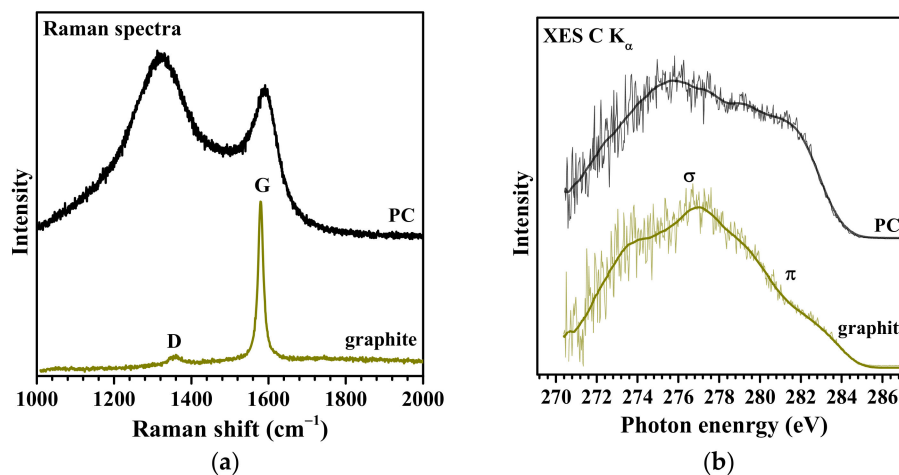 Raman spectra
Intensity
G
PC
D
graphite
1000 1200 1400 1600 1800 2000
Raman shift (cm⁻¹)
(a)
XES C Kα
Intensity
σ
PC
π
graphite
270 272 274 276 278 280 282 284 286
Photon enenrgy (eV)
(b)